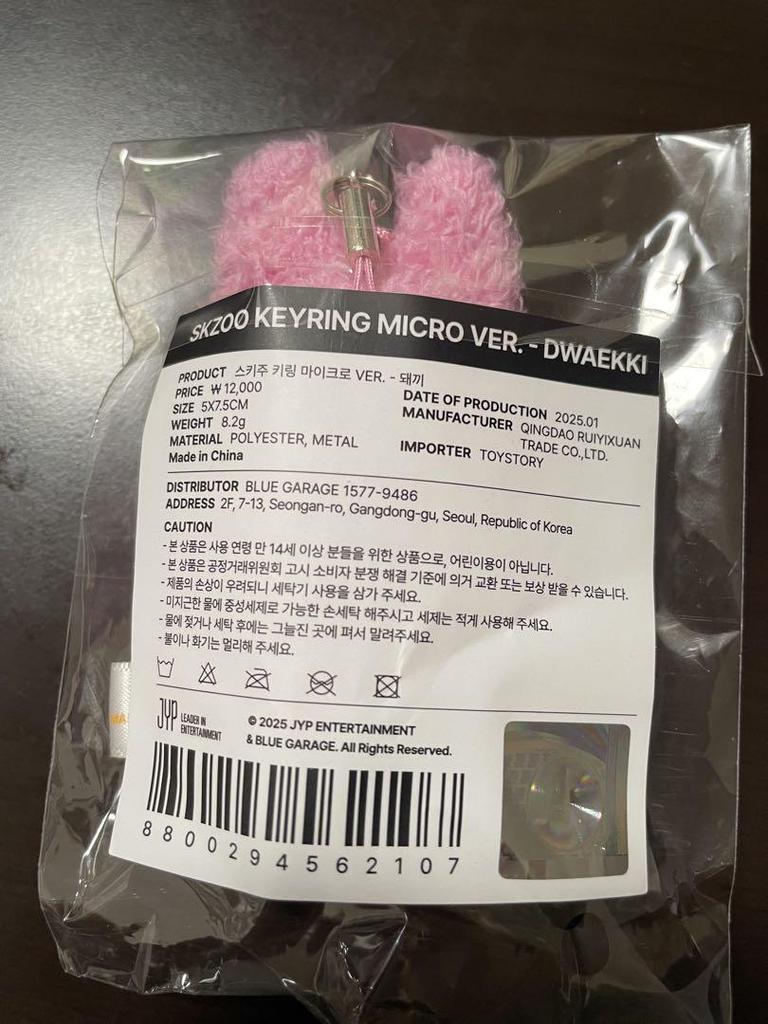 SKZOO KEYRING MICRO VER. - DWAEKKI
PRODUCT 스키주 키링 마이크로 VER. - 돼끼
PRICE ₩ 12,000
SIZE 5X7.5CM
WEIGHT 8.2g
MATERIAL POLYESTER, METAL
Made in China
DATE OF PRODUCTION 2025.01
MANUFACTURER QINGDAO RUIYIXUAN
TRADE CO.,LTD.
IMPORTER TOYSTORY
DISTRIBUTOR BLUE GARAGE 1577-9486
ADDRESS 2F, 7-13, Seongan-ro, Gangdong-gu, Seoul, Republic of Korea
CAUTION
- 본 상품은 사용 연령 만 14세 이상 분들을 위한 상품으로, 어린이용이 아닙니다.
- 본 상품은 공정거래위원회 고시 소비자 분쟁 해결 기준에 의거 교환 또는 보상 받을 수 있습니다.
- 제품의 손상이 우려되니 세탁기 사용을 삼가 주세요.
- 미지근한 물에 중성세제로 가능한 손세탁 해주시고 세제는 적게 사용해 주세요.
- 물에 젖거나 세탁 후에는 그늘진 곳에 펴서 말려주세요.
- 불이나 화기는 멀리해 주세요.
JYP LEADER IN
ENTERTAINMENT
© 2025 JYP ENTERTAINMENT
& BLUE GARAGE. All Rights Reserved.
8800294562107